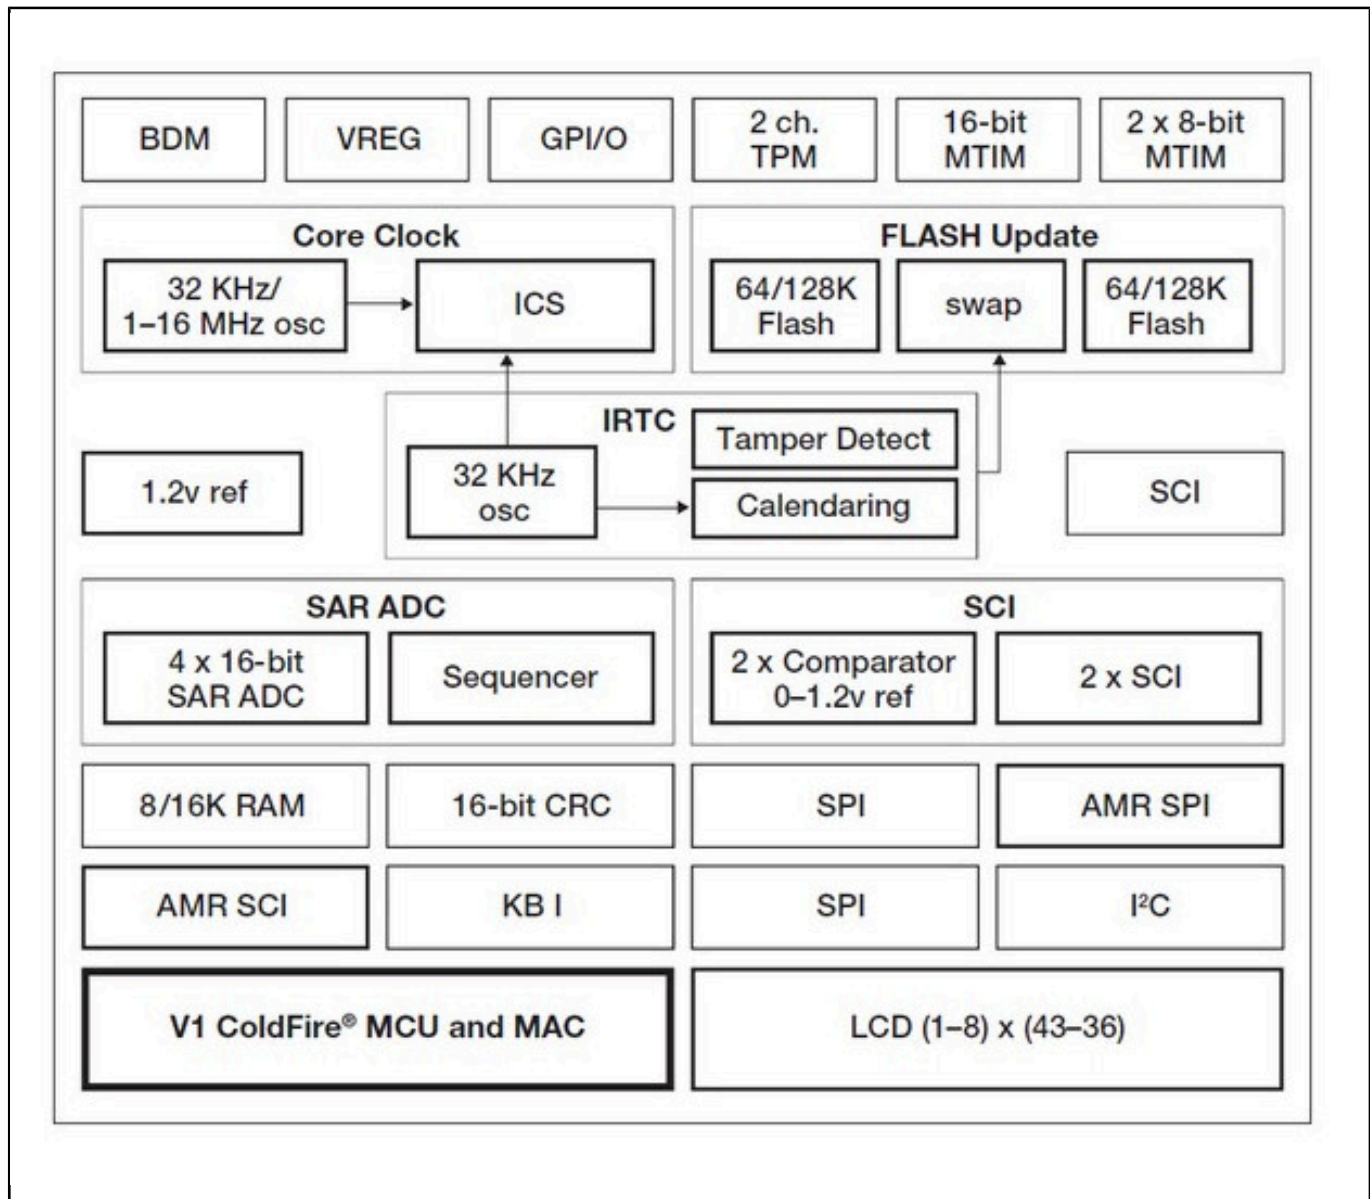 BDM
VREG
GPI/O
2 ch.
TPM
16-bit
MTIM
2 x 8-bit
MTIM
Core Clock
32 KHz/
1–16 MHz osc
ICS
FLASH Update
64/128K
Flash
swap
64/128K
Flash
1.2v ref
IRTC
32 KHz
osc
Tamper Detect
Calendaring
SCI
SAR ADC
4 x 16-bit
SAR ADC
Sequencer
SCI
2 x Comparator
0–1.2v ref
2 x SCI
8/16K RAM
16-bit CRC
SPI
AMR SPI
AMR SCI
KB I
SPI
I²C
V1 ColdFire® MCU and MAC
LCD (1–8) x (43–36)